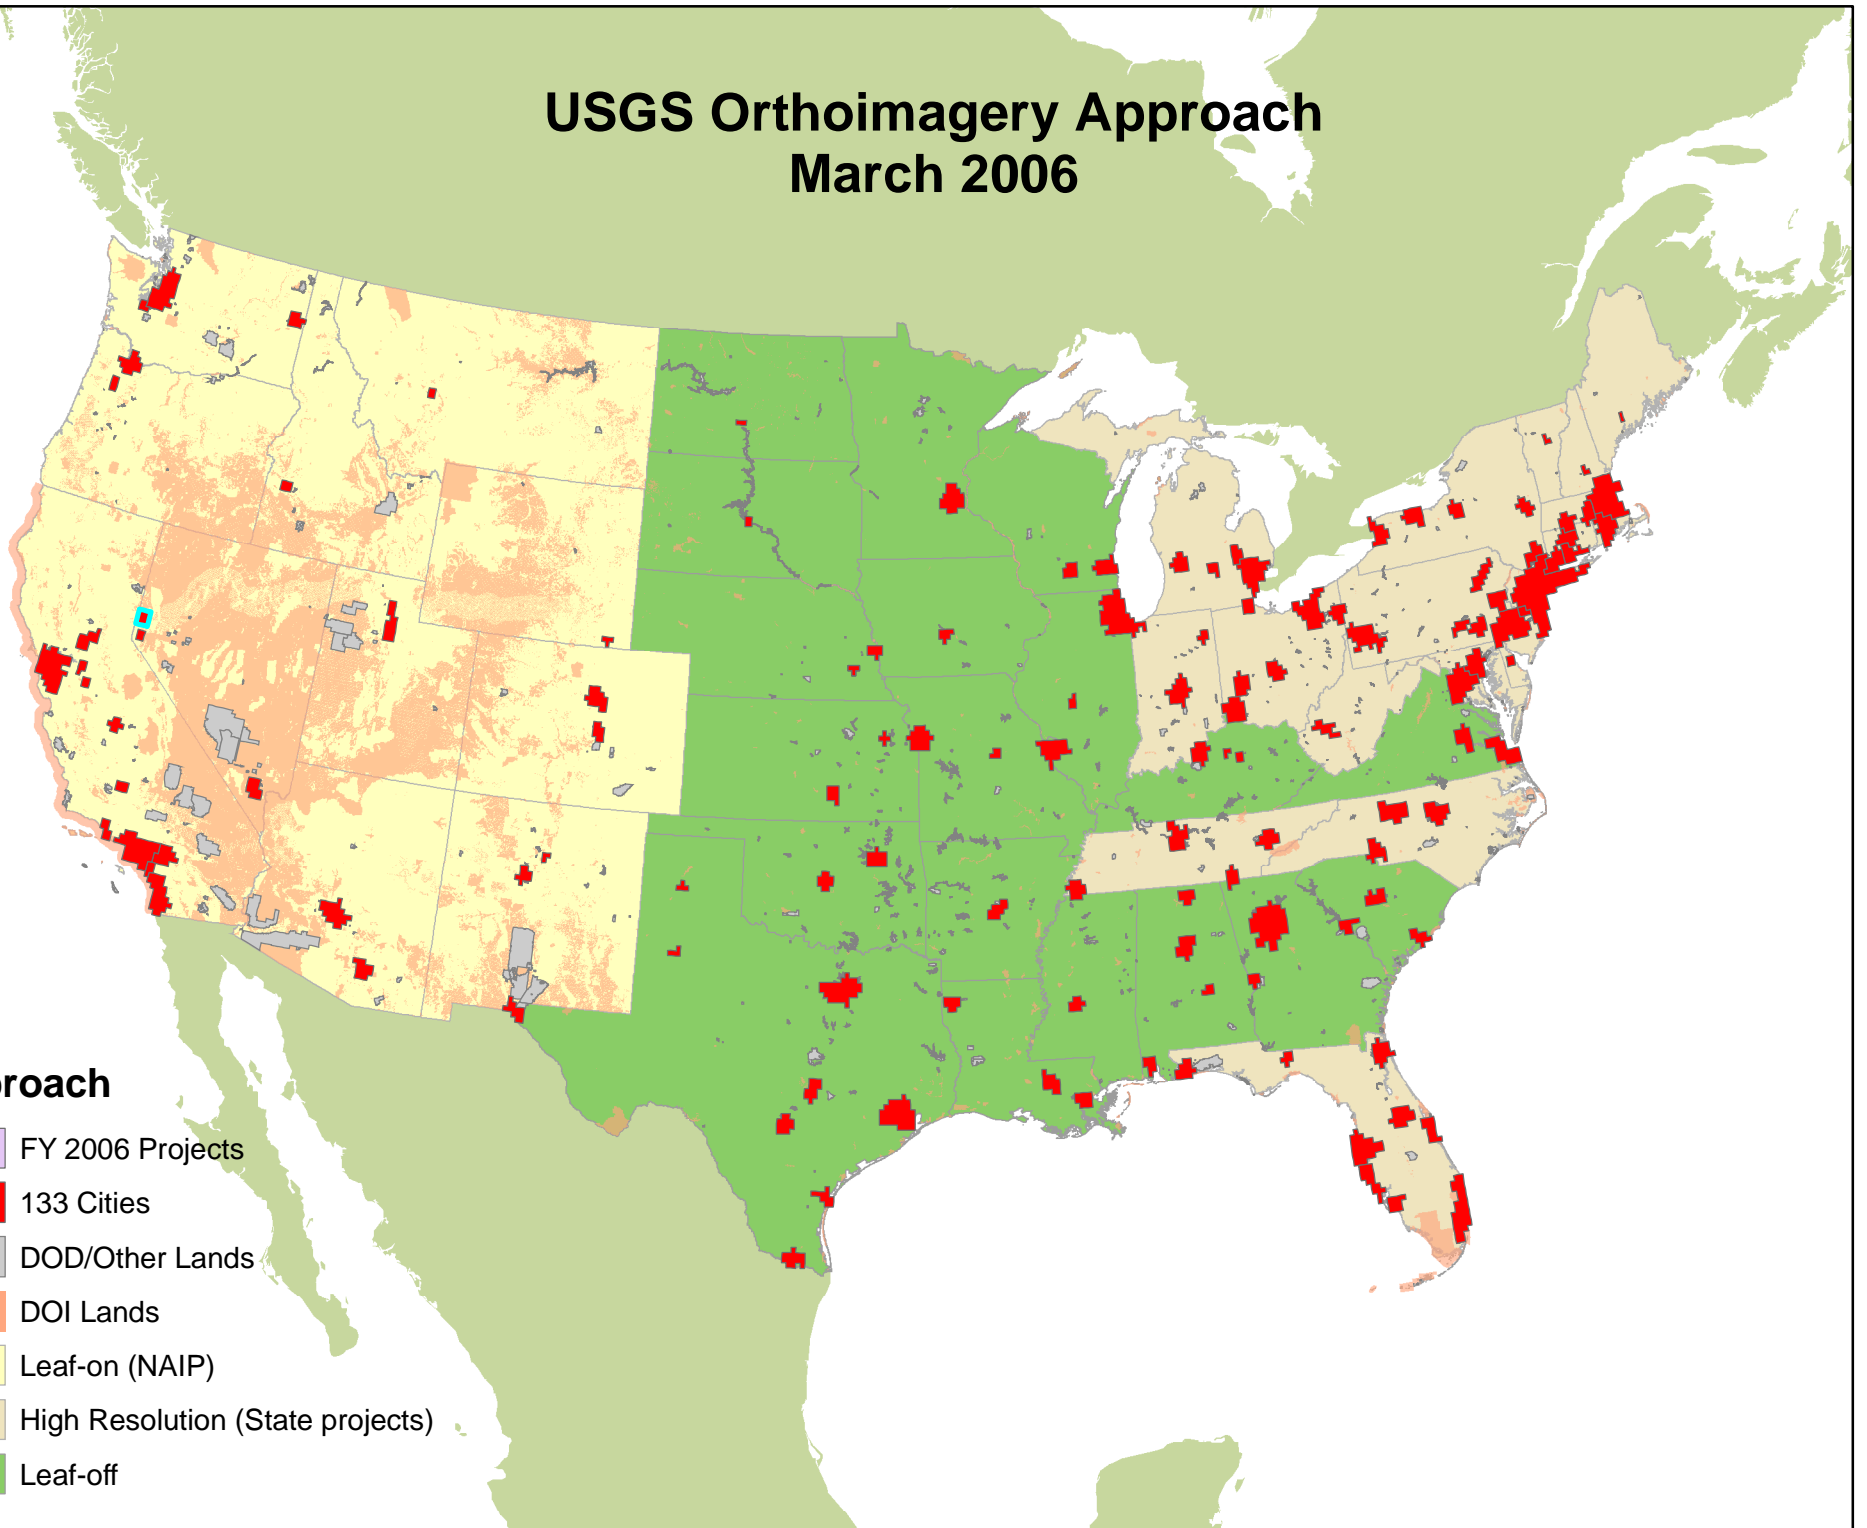 USGS Orthoimagery Approach
March 2006
proach
FY 2006 Projects
133 Cities
DOD/Other Lands
DOI Lands
Leaf-on (NAIP)
High Resolution (State projects)
Leaf-off